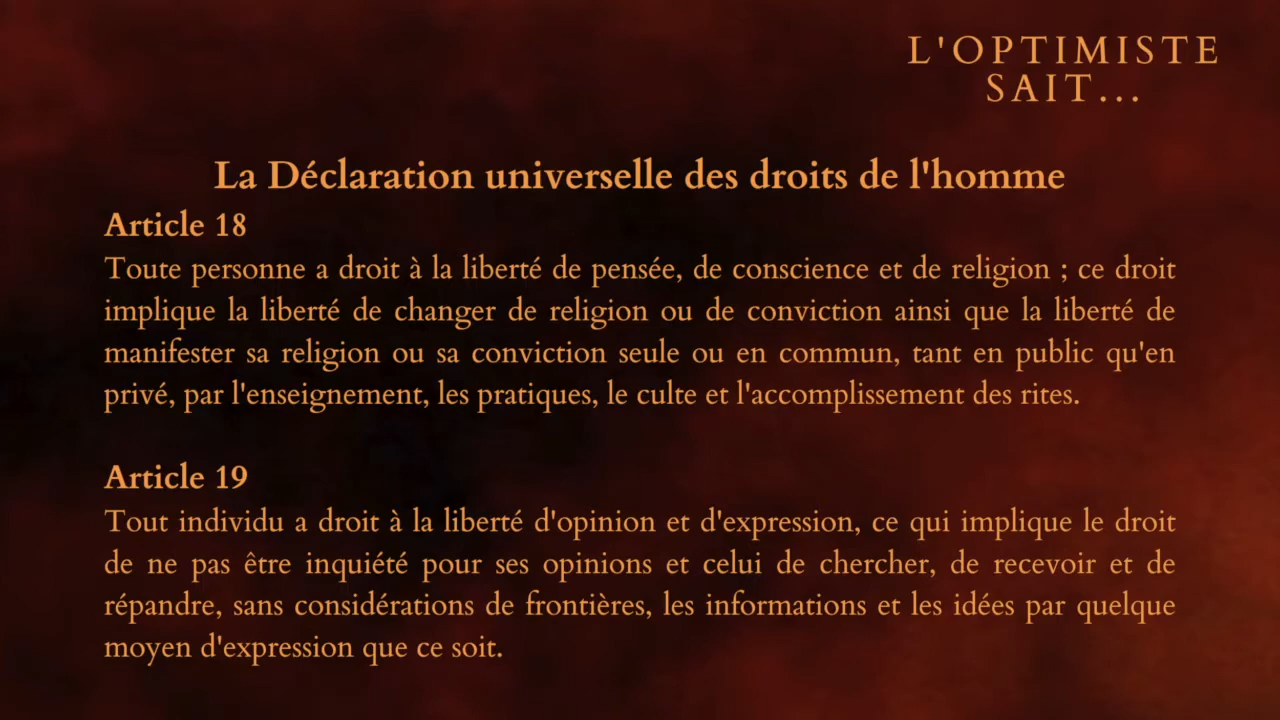 L'OPTIMISTE
SAIT...
La Déclaration universelle des droits de l'homme
Article 18
Toute personne a droit à la liberté de pensée, de conscience et de religion ; ce droit
implique la liberté de changer de religion ou de conviction ainsi que la liberté de
manifester sa religion ou sa conviction seule ou en commun, tant en public qu'en
privé, par l'enseignement, les pratiques, le culte et l'accomplissement des rites.
Article 19
Tout individu a droit à la liberté d'opinion et d'expression, ce qui implique le droit
de ne pas être inquiété pour ses opinions et celui de chercher, de recevoir et de
répandre, sans considérations de frontières, les informations et les idées par quelque
moyen d'expression que ce soit.